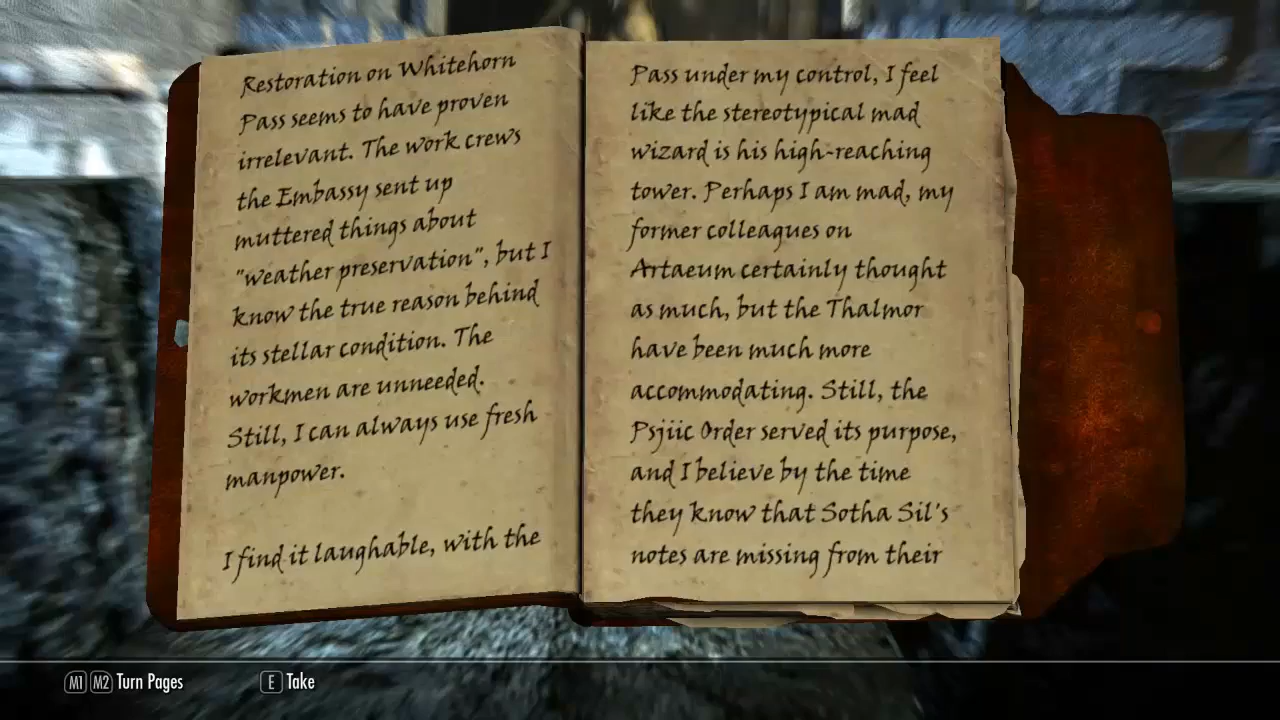 Restoration on Whitehorn
Pass seems to have proven
irrelevant. The work crews
the Embassy sent up
muttered things about
"weather preservation", but I
know the true reason behind
its stellar condition. The
workmen are unneeded.
Still, I can always use fresh
manpower.
I find it laughable, with the
Pass under my control, I feel
like the stereotypical mad
wizard is his high-reaching
tower. Perhaps I am mad, my
former colleagues on
Artaeum certainly thought
as much, but the Thalmor
have been much more
accommodating. Still, the
Psjiic Order served its purpose,
and I believe by the time
they know that Sotha Sil's
notes are missing from their
M1 M2 Turn Pages
E Take